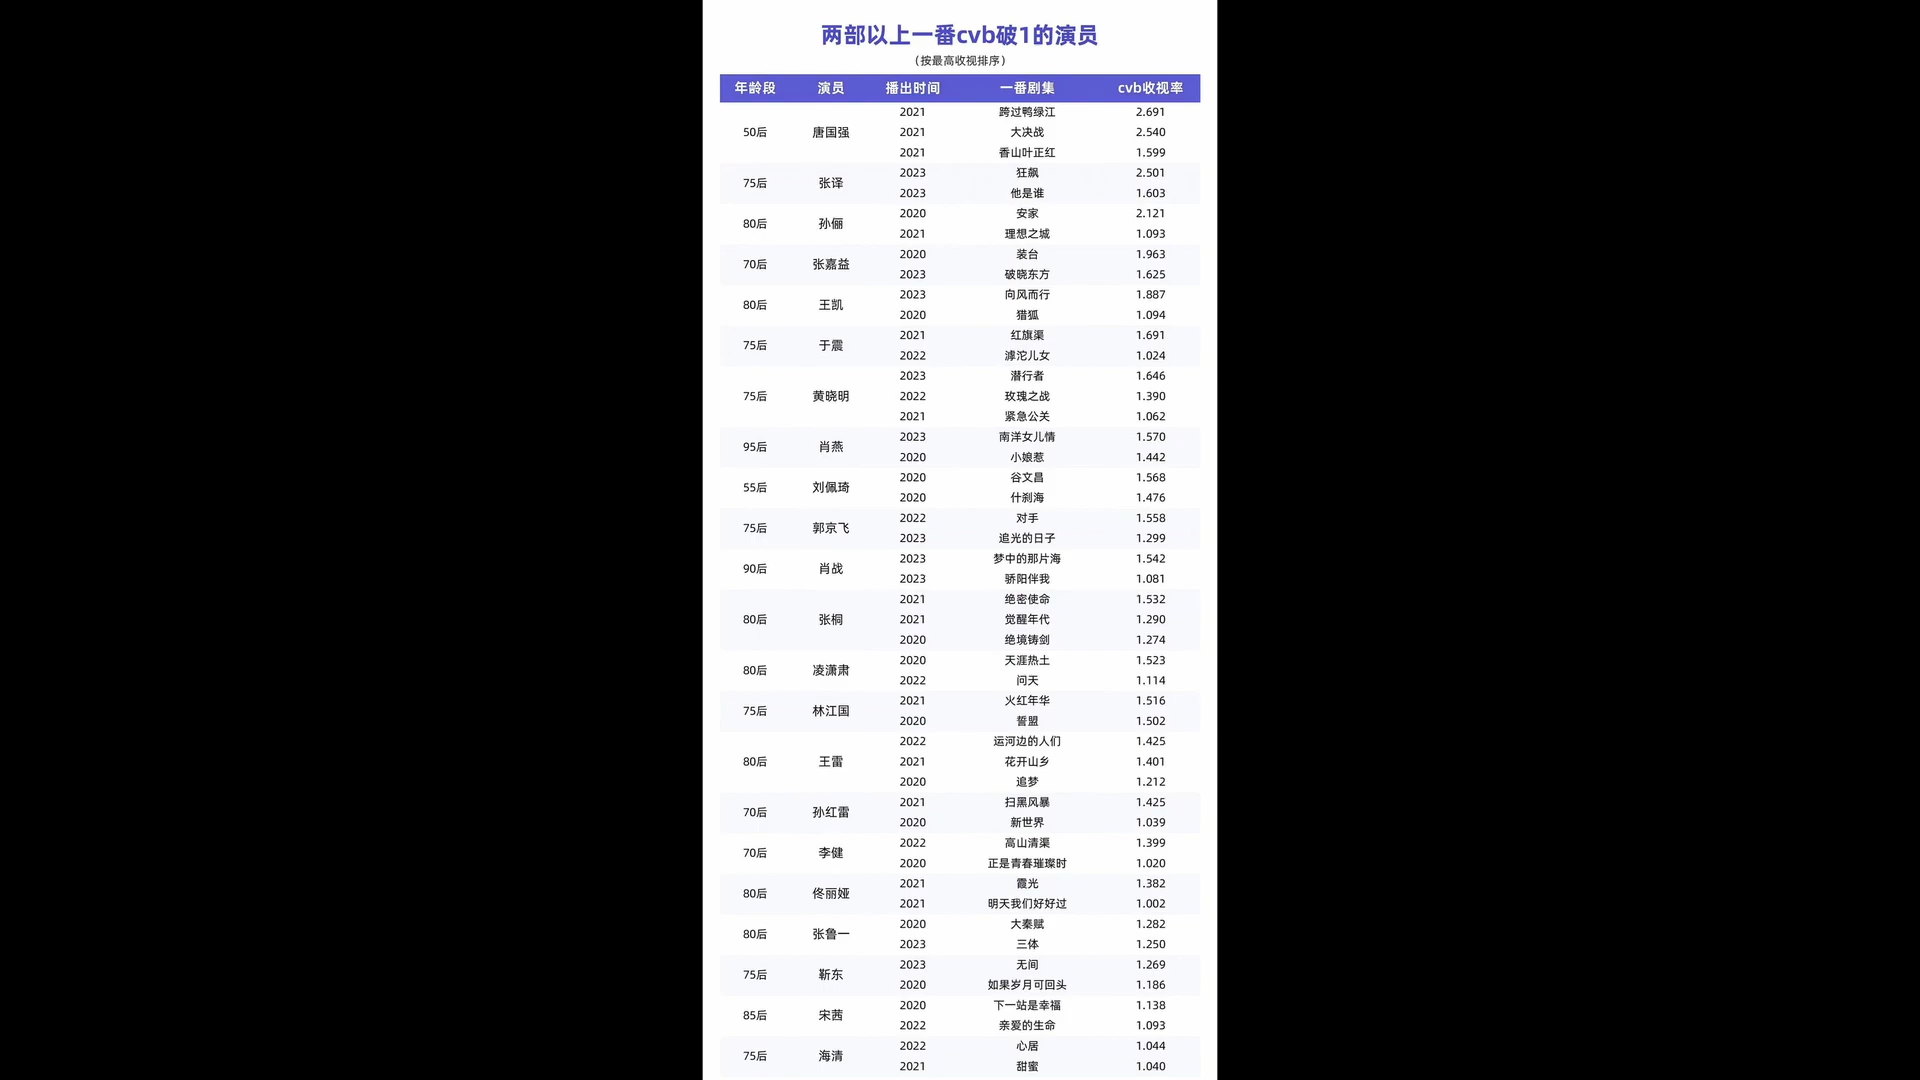 两部以上一番cvb破1的演员
（按最高收视排序）
年龄段 演员 播出时间 一番剧集 cvb收视率
50后 唐国强 2021 跨过鸭绿江 2.691
2021 大决战 2.540
2021 香山叶正红 1.599
75后 张译 2023 狂飙 2.501
2023 他是谁 1.603
80后 孙俪 2020 安家 2.121
2021 理想之城 1.093
70后 张嘉益 2020 装台 1.963
2023 破晓东方 1.625
80后 王凯 2023 向风而行 1.887
2020 猎狐 1.094
75后 于震 2021 红旗渠 1.691
2022 滹沱儿女 1.024
75后 黄晓明 2023 潜行者 1.646
2022 玫瑰之战 1.390
2021 紧急公关 1.062
95后 肖燕 2023 南洋女儿情 1.570
2020 小娘惹 1.442
55后 刘佩琦 2020 谷文昌 1.568
2020 什刹海 1.476
75后 郭京飞 2022 对手 1.558
2023 追光的日子 1.299
90后 肖战 2023 梦中的那片海 1.542
2023 骄阳伴我 1.081
80后 张桐 2021 绝密使命 1.532
2021 觉醒年代 1.290
2020 绝境铸剑 1.274
80后 凌潇肃 2020 天涯热土 1.523
2022 问天 1.114
75后 林江国 2021 火红年华 1.516
2020 誓盟 1.502
80后 王雷 2022 运河边的人们 1.425
2021 花开山乡 1.401
2020 追梦 1.212
70后 孙红雷 2021 扫黑风暴 1.425
2020 新世界 1.039
70后 李健 2022 高山清渠 1.399
2020 正是青春璀璨时 1.020
80后 佟丽娅 2021 霞光 1.382
2021 明天我们好好过 1.002
80后 张鲁一 2020 大秦赋 1.282
2023 三体 1.250
75后 靳东 2023 无间 1.269
2020 如果岁月可回头 1.186
85后 宋茜 2020 下一站是幸福 1.138
2022 亲爱的生命 1.093
75后 海清 2022 心居 1.044
2021 甜蜜 1.040